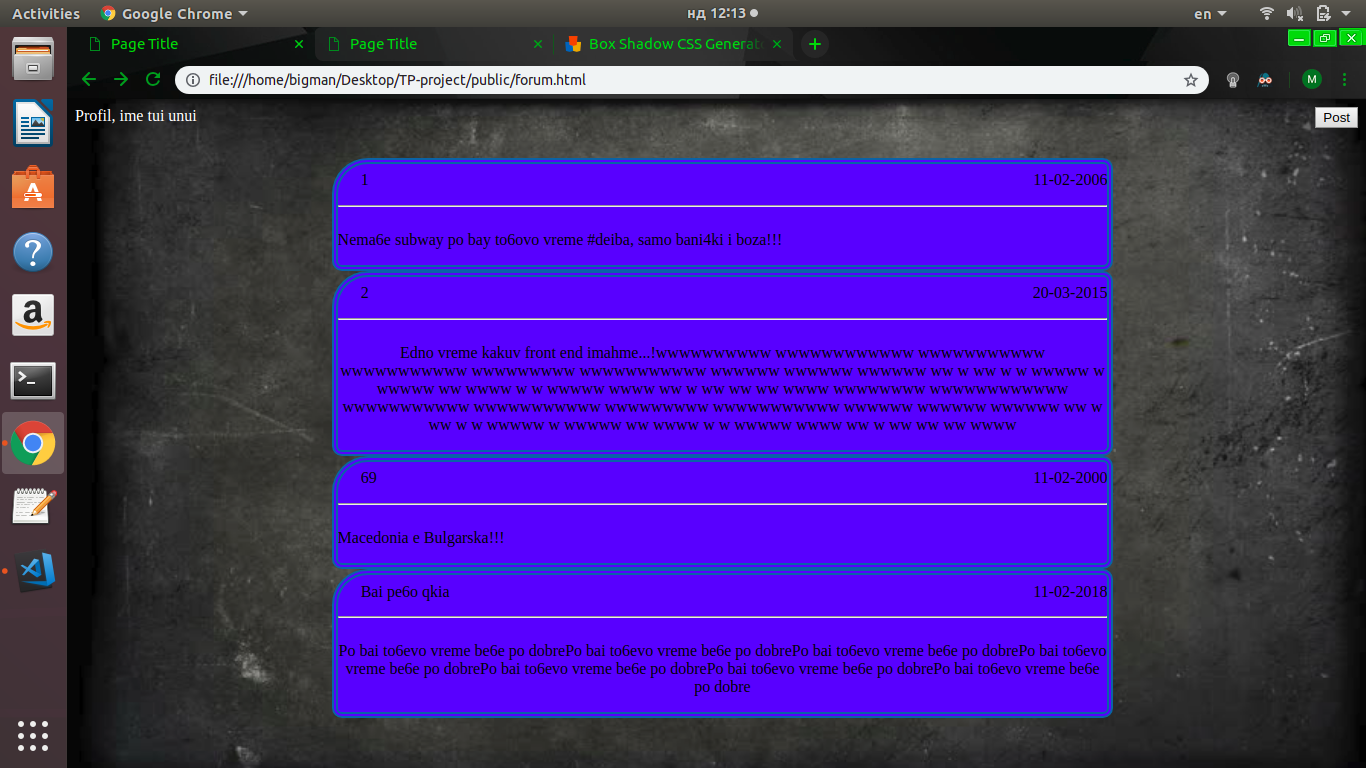 Activities Google Chrome нд 12:13 en
Page Title Page Title Box Shadow CSS Generat
file:///home/bigman/Desktop/TP-project/public/forum.html M
Profil, ime tui unui Post
1 11-02-2006
Nema6e subway po bay to6ovo vreme #deiba, samo bani4ki i boza!!!
2 20-03-2015
Edno vreme kakuv front end imahme...!wwwwwwwwww wwwwwwwwwwww wwwwwwwwwww
wwwwwwwwwww wwwwwwwww wwwwwwwwwww wwwwww wwwwww wwwwww ww w ww w w wwwww w
wwwww ww wwww w w wwwww wwww ww w ww ww ww wwww wwwwwwww wwwwwwwwwwww
wwwwwwwwwww wwwwwwwwwww wwwwwwwww wwwwwwwwwww wwwwww wwwwww wwwwww ww w
ww w w wwwww w wwwww ww wwww w w wwwww wwww ww w ww ww ww wwww
69 11-02-2000
Macedonia e Bulgarska!!!
Bai pe6o qkia 11-02-2018
Po bai to6evo vreme be6e po dobrePo bai to6evo vreme be6e po dobrePo bai to6evo vreme be6e po dobrePo bai to6evo
vreme be6e po dobrePo bai to6evo vreme be6e po dobrePo bai to6evo vreme be6e po dobrePo bai to6evo vreme be6e
po dobre